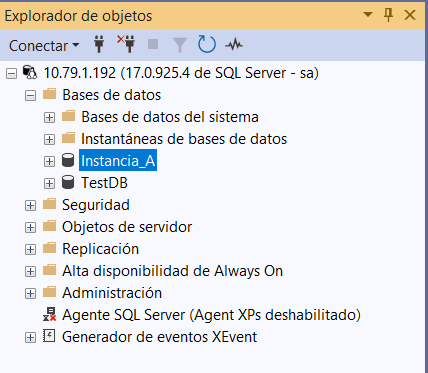 Explorador de objetos
Conectar
10.79.1.192 (17.0.925.4 de SQL Server - sa)
Bases de datos
Bases de datos del sistema
Instantáneas de bases de datos
Instancia_A
TestDB
Seguridad
Objetos de servidor
Replicación
Alta disponibilidad de Always On
Administración
Agente SQL Server (Agent XPs deshabilitado)
Generador de eventos XEvent